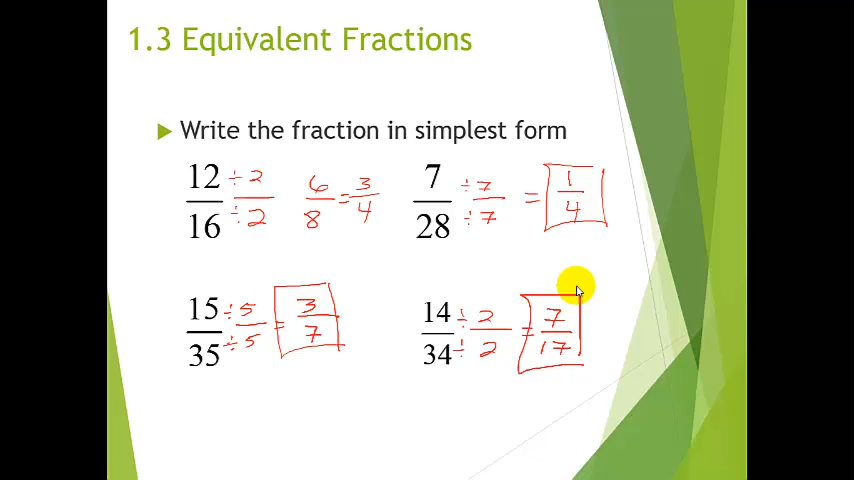 1.3 Equivalent Fractions
Write the fraction in simplest form
12/16 ÷2/÷2 6/8 = 3/4
7/28 ÷7/÷7 = 1/4
15/35 ÷5/÷5 = 3/7
14/34 ÷2/÷2 = 7/17